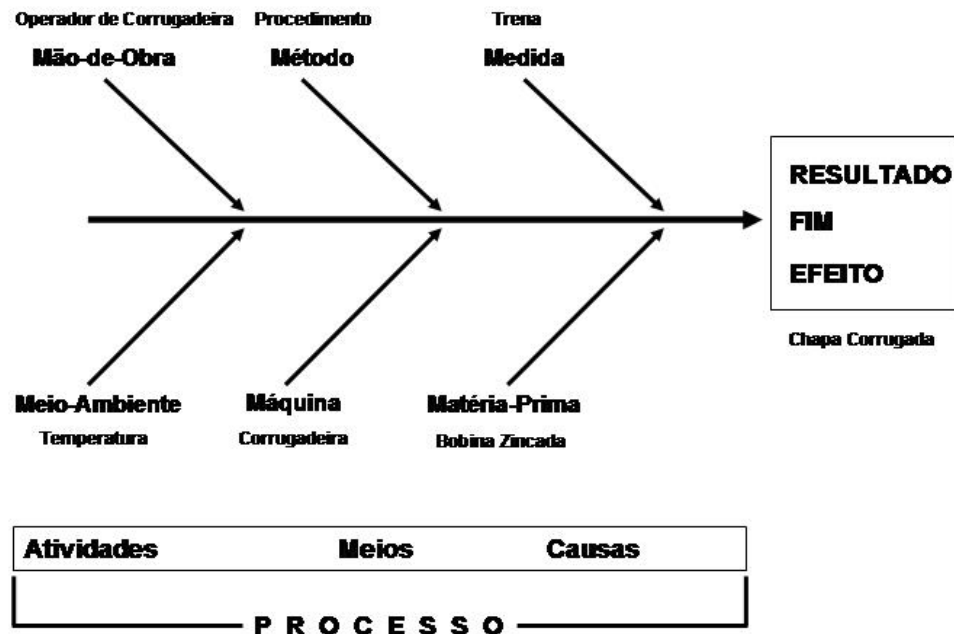 Operador de Corrugadeira Procedimento Trena
Mão-de-Obra Método Medida
RESULTADO
FIM
EFEITO
Chapa Corrugada
Meio-Ambiente Máquina Matéria-Prima
Temperatura Corrugadeira Bobina Zincada
Atividades Meios Causas
P R O C E S S O